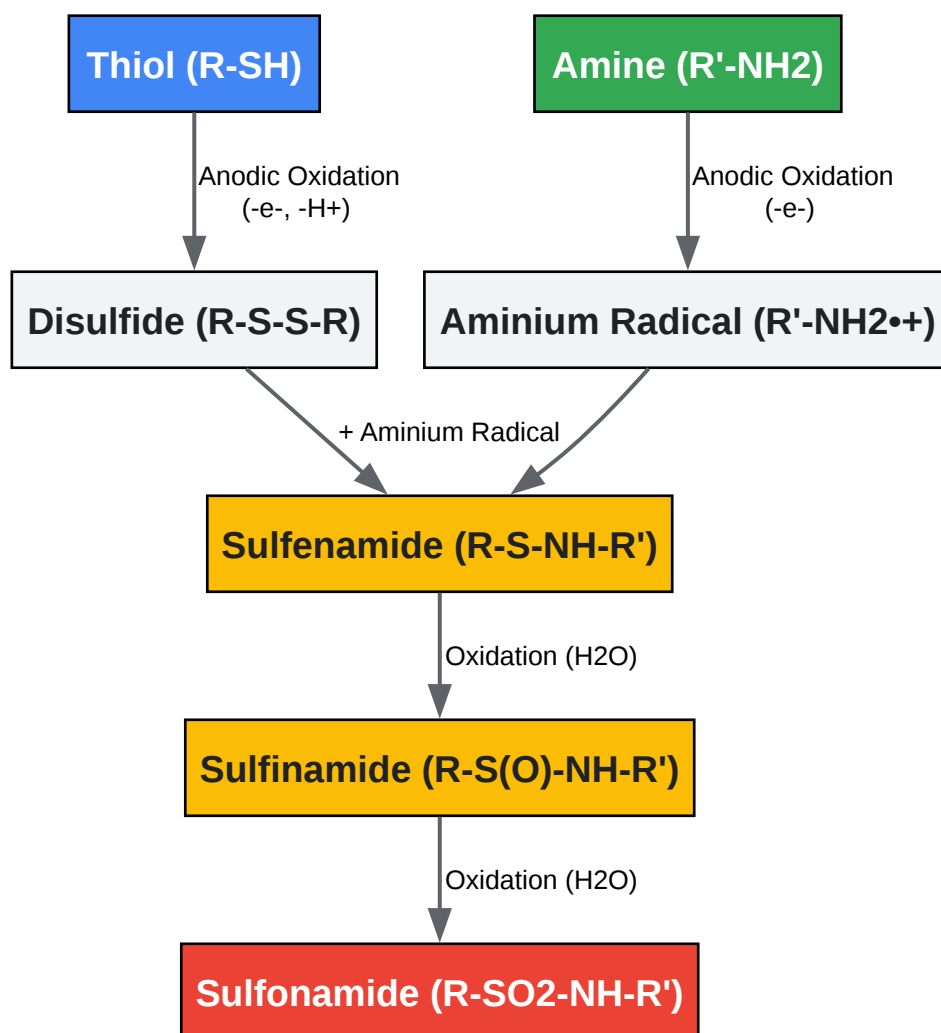 Thiol (R-SH)
Amine (R'-NH2)
Anodic Oxidation
(-e-, -H+)
Anodic Oxidation
(-e-)
Disulfide (R-S-S-R)
Aminium Radical (R'-NH2•+)
+ Aminium Radical
Sulfenamide (R-S-NH-R')
Oxidation (H2O)
Sulfinamide (R-S(O)-NH-R')
Oxidation (H2O)
Sulfonamide (R-SO2-NH-R')